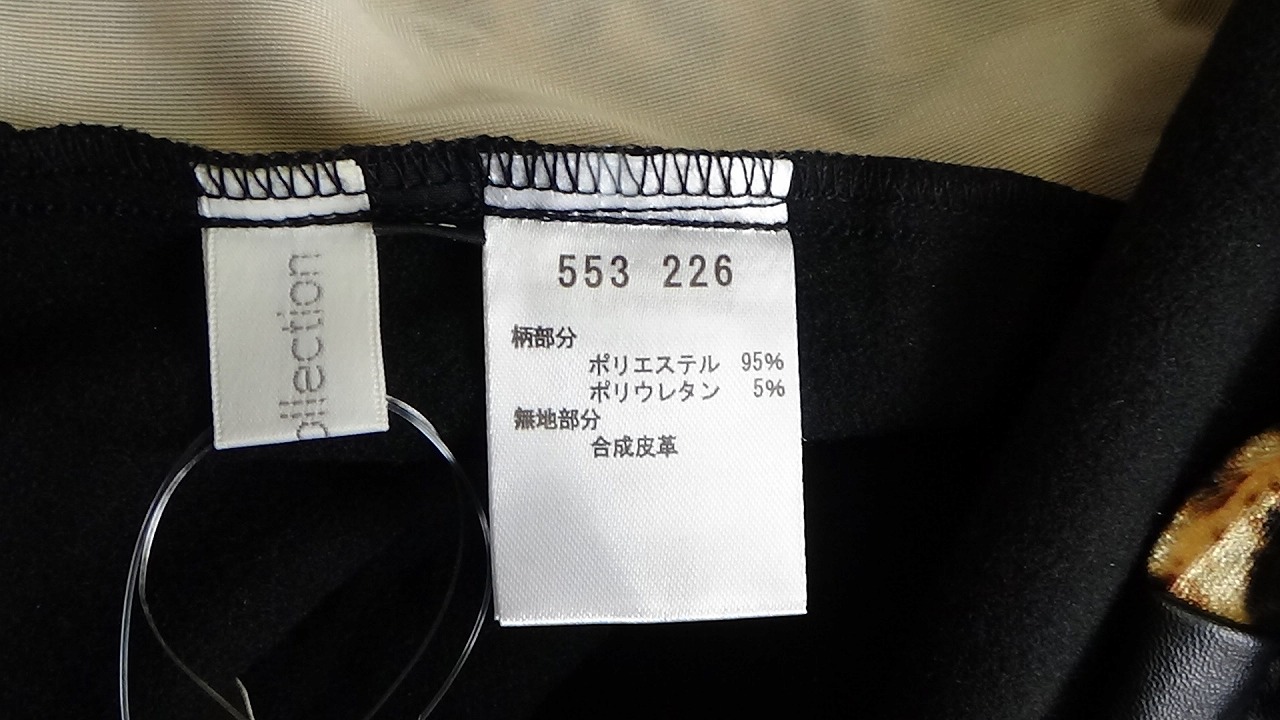 ollection
553 226
柄部分
ポリエステル 95%
ポリウレタン 5%
無地部分
合成皮革